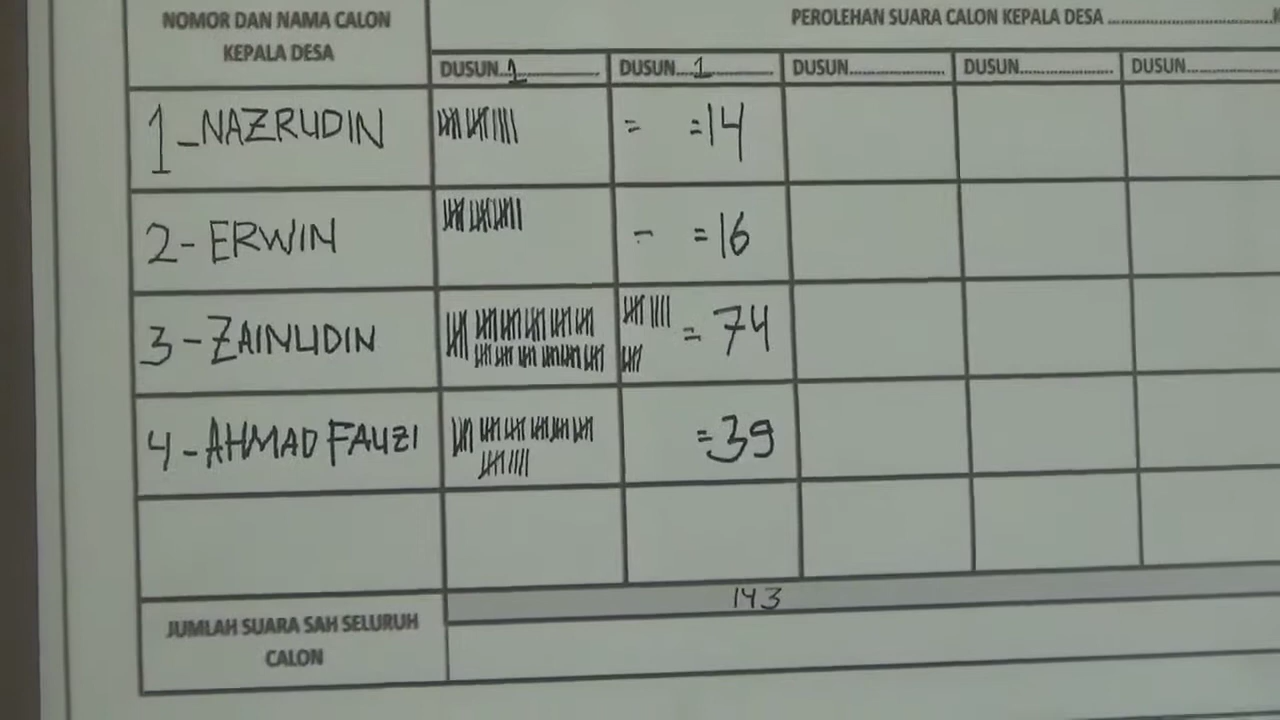 NOMOR DAN NAMA CALON
KEPALA DESA
PEROLEHAN SUARA CALON KEPALA DESA
DUSUN 1 DUSUN 1 DUSUN DUSUN DUSUN
1-NAZRUDIN = =14
2-ERWIN - =16
3-ZAINUDIN = 74
4-AHMAD FAUZI =39
143
JUMLAH SUARA SAH SELURUH
CALON